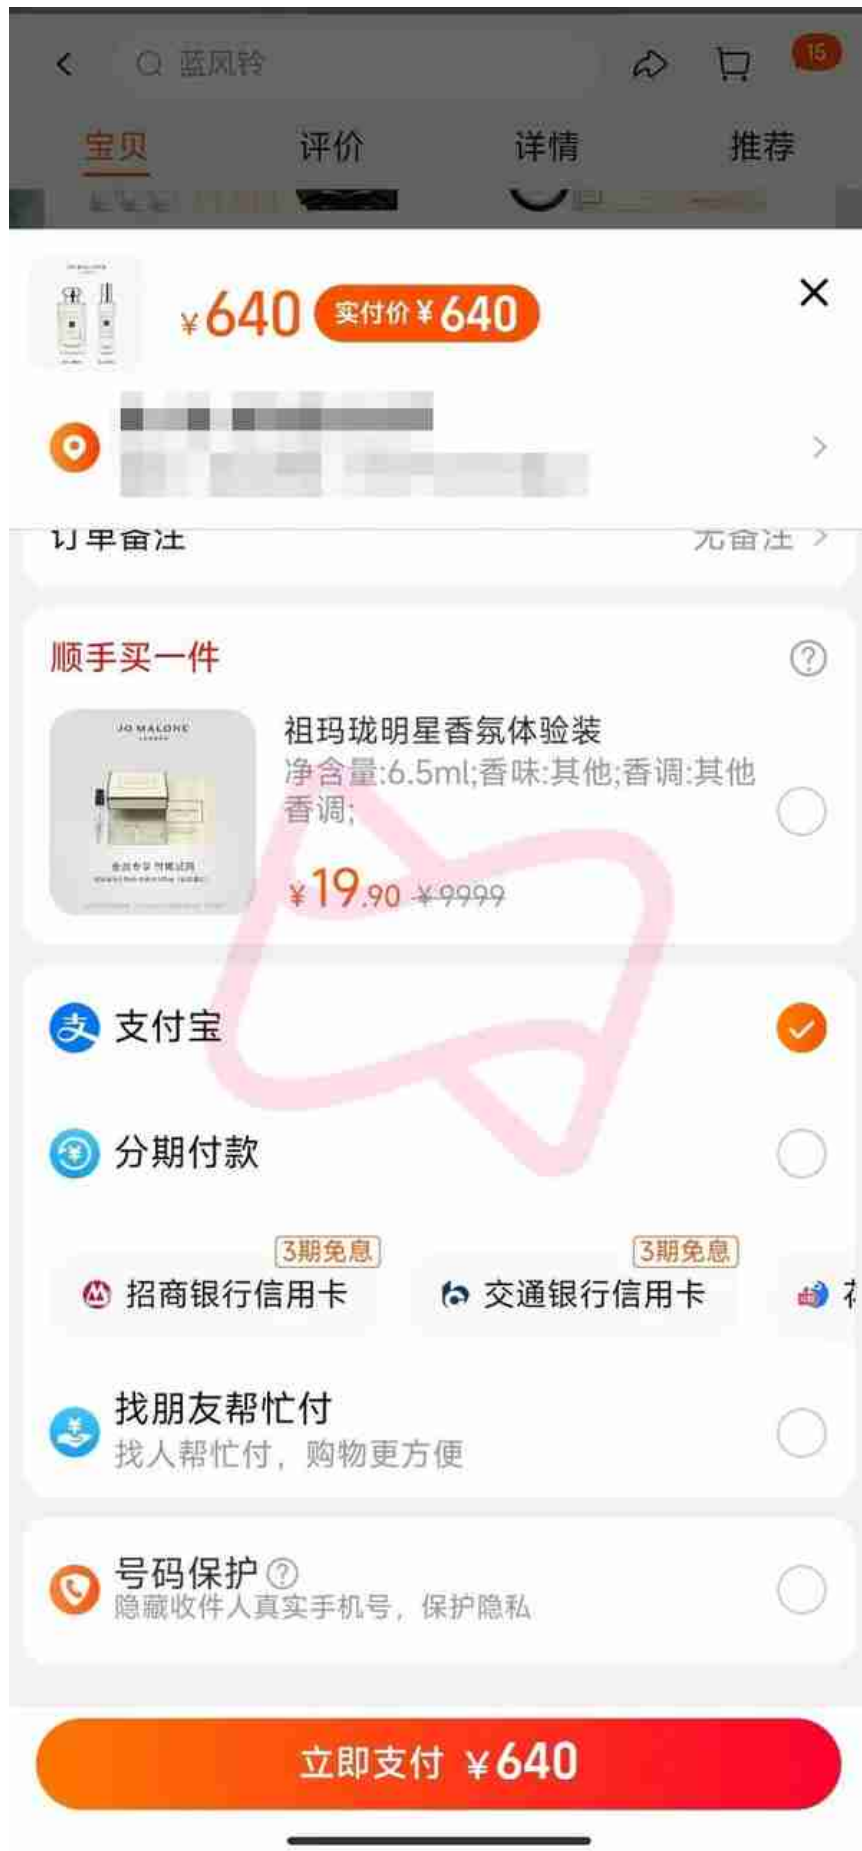 蓝风铃
15
宝贝
评价
详情
推荐
¥640
实付价¥640
订单备注
无备注
顺手买一件
JO MALONE
LONDON
祖玛珑明星香氛体验装
净含量:6.5ml;香味:其他;香调:其他
香调;
¥19.90 ¥9999
支付宝
分期付款
3期免息
3期免息
招商银行信用卡
交通银行信用卡
找朋友帮忙付
找人帮忙付，购物更方便
号码保护
隐藏收件人真实手机号，保护隐私
立即支付 ¥640